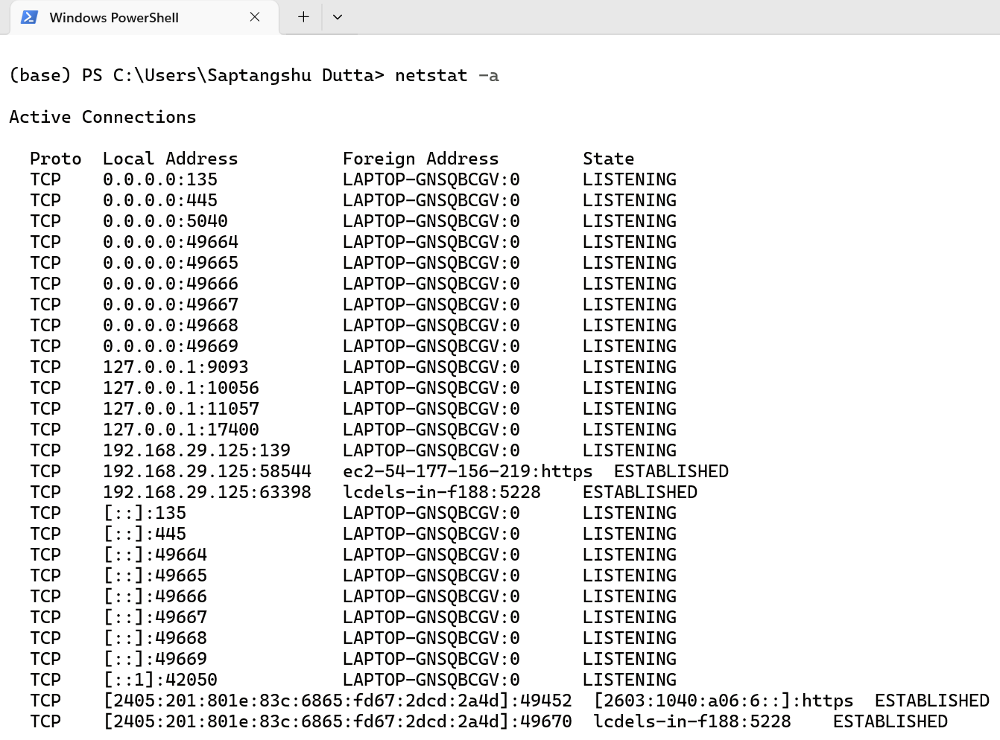 Windows PowerShell
(base) PS C:\Users\Saptangshu Dutta> netstat -a
Active Connections
Proto  Local Address          Foreign Address        State
TCP    0.0.0.0:135            LAPTOP-GNSQBCGV:0      LISTENING
TCP    0.0.0.0:445            LAPTOP-GNSQBCGV:0      LISTENING
TCP    0.0.0.0:5040           LAPTOP-GNSQBCGV:0      LISTENING
TCP    0.0.0.0:49664          LAPTOP-GNSQBCGV:0      LISTENING
TCP    0.0.0.0:49665          LAPTOP-GNSQBCGV:0      LISTENING
TCP    0.0.0.0:49666          LAPTOP-GNSQBCGV:0      LISTENING
TCP    0.0.0.0:49667          LAPTOP-GNSQBCGV:0      LISTENING
TCP    0.0.0.0:49668          LAPTOP-GNSQBCGV:0      LISTENING
TCP    0.0.0.0:49669          LAPTOP-GNSQBCGV:0      LISTENING
TCP    127.0.0.1:9093         LAPTOP-GNSQBCGV:0      LISTENING
TCP    127.0.0.1:10056        LAPTOP-GNSQBCGV:0      LISTENING
TCP    127.0.0.1:11057        LAPTOP-GNSQBCGV:0      LISTENING
TCP    127.0.0.1:17400        LAPTOP-GNSQBCGV:0      LISTENING
TCP    192.168.29.125:139     LAPTOP-GNSQBCGV:0      LISTENING
TCP    192.168.29.125:58544   ec2-54-177-156-219:https  ESTABLISHED
TCP    192.168.29.125:63398   lcdels-in-f188:5228    ESTABLISHED
TCP    [::]:135               LAPTOP-GNSQBCGV:0      LISTENING
TCP    [::]:445               LAPTOP-GNSQBCGV:0      LISTENING
TCP    [::]:49664             LAPTOP-GNSQBCGV:0      LISTENING
TCP    [::]:49665             LAPTOP-GNSQBCGV:0      LISTENING
TCP    [::]:49666             LAPTOP-GNSQBCGV:0      LISTENING
TCP    [::]:49667             LAPTOP-GNSQBCGV:0      LISTENING
TCP    [::]:49668             LAPTOP-GNSQBCGV:0      LISTENING
TCP    [::]:49669             LAPTOP-GNSQBCGV:0      LISTENING
TCP    [::1]:42050            LAPTOP-GNSQBCGV:0      LISTENING
TCP    [2405:201:801e:83c:6865:fd67:2dcd:2a4d]:49452  [2603:1040:a06:6::]:https  ESTABLISHED
TCP    [2405:201:801e:83c:6865:fd67:2dcd:2a4d]:49670  lcdels-in-f188:5228    ESTABLISHED